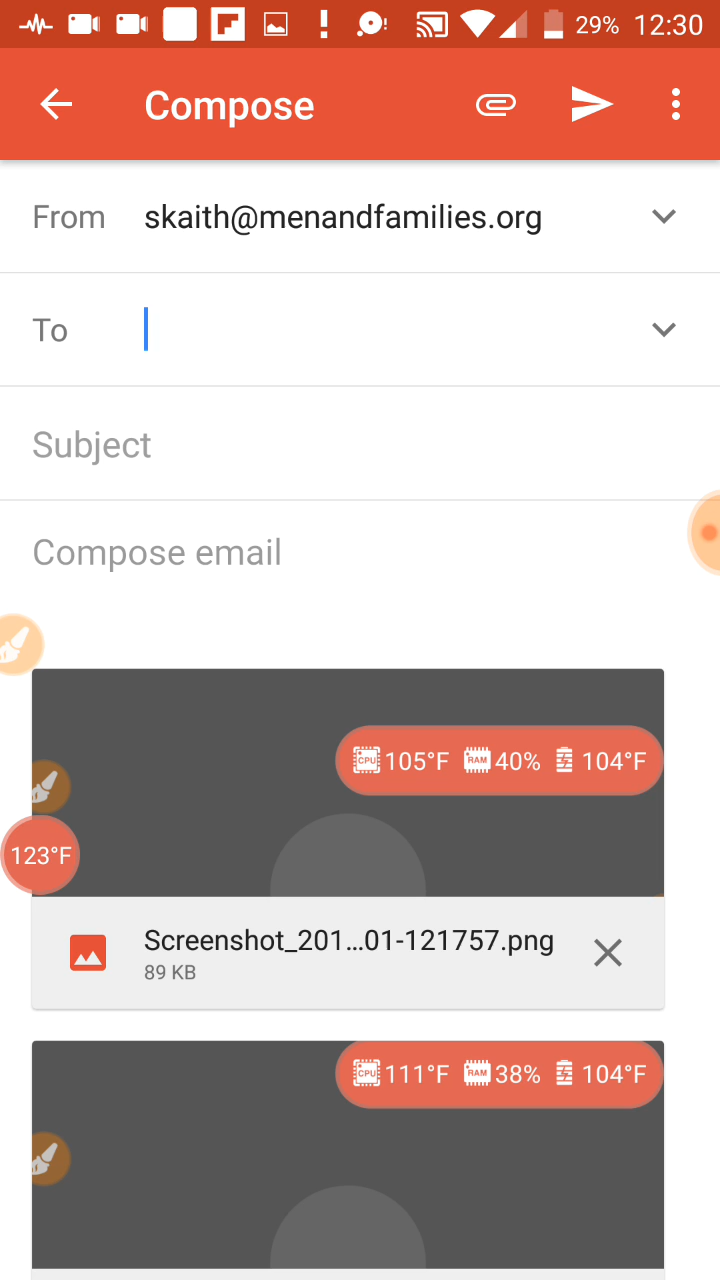 29% 12:30
Compose
From skaith@menandfamilies.org
To
Subject
Compose email
CPU 105°F RAM 40% 104°F
123°F
Screenshot_201...01-121757.png
89 KB
CPU 111°F RAM 38% 104°F